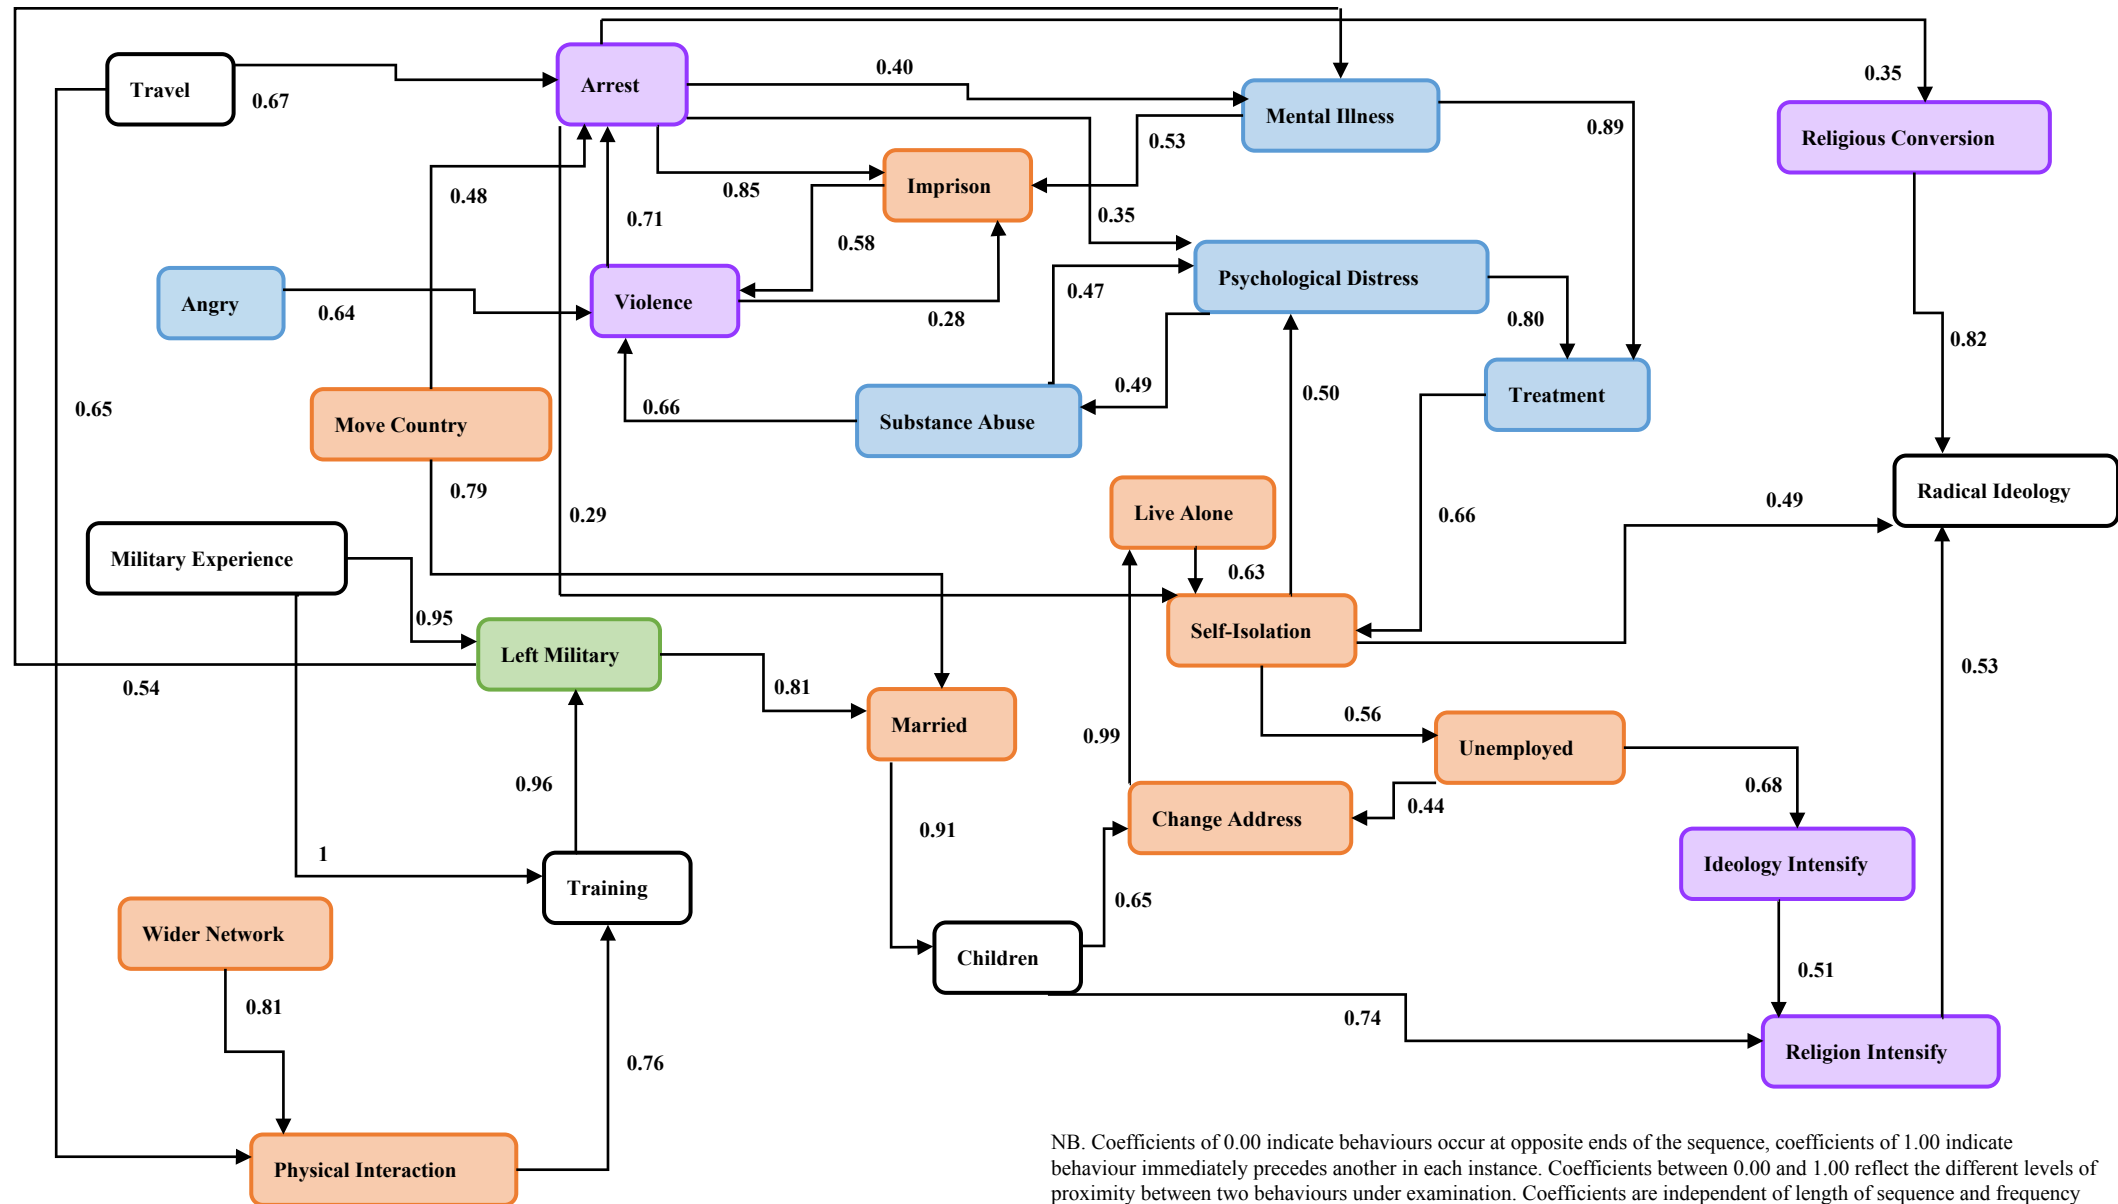 Travel
0.67
Arrest
0.40
Mental Illness
0.89
0.35
Religious Conversion
0.53
0.48
0.85
Imprison
0.71
0.35
0.58
Angry
0.64
Violence
0.28
0.47
Psychological Distress
0.80
0.82
0.65
Move Country
0.66
Substance Abuse
0.49
0.50
Treatment
0.79
0.29
Live Alone
0.66
0.49
Radical Ideology
Military Experience
0.63
0.95
Self-Isolation
0.54
Left Military
0.81
0.53
Married
0.99
0.56
Unemployed
0.96
0.91
Change Address
0.44
0.68
1
Training
0.65
Ideology Intensify
Wider Network
Children
0.51
0.81
0.74
0.76
Religion Intensify
Physical Interaction
NB. Coefficients of 0.00 indicate behaviours occur at opposite ends of the sequence, coefficients of 1.00 indicate
behaviour immediately precedes another in each instance. Coefficients between 0.00 and 1.00 reflect the different levels of
proximity between two behaviours under examination. Coefficients are independent of length of sequence and frequency